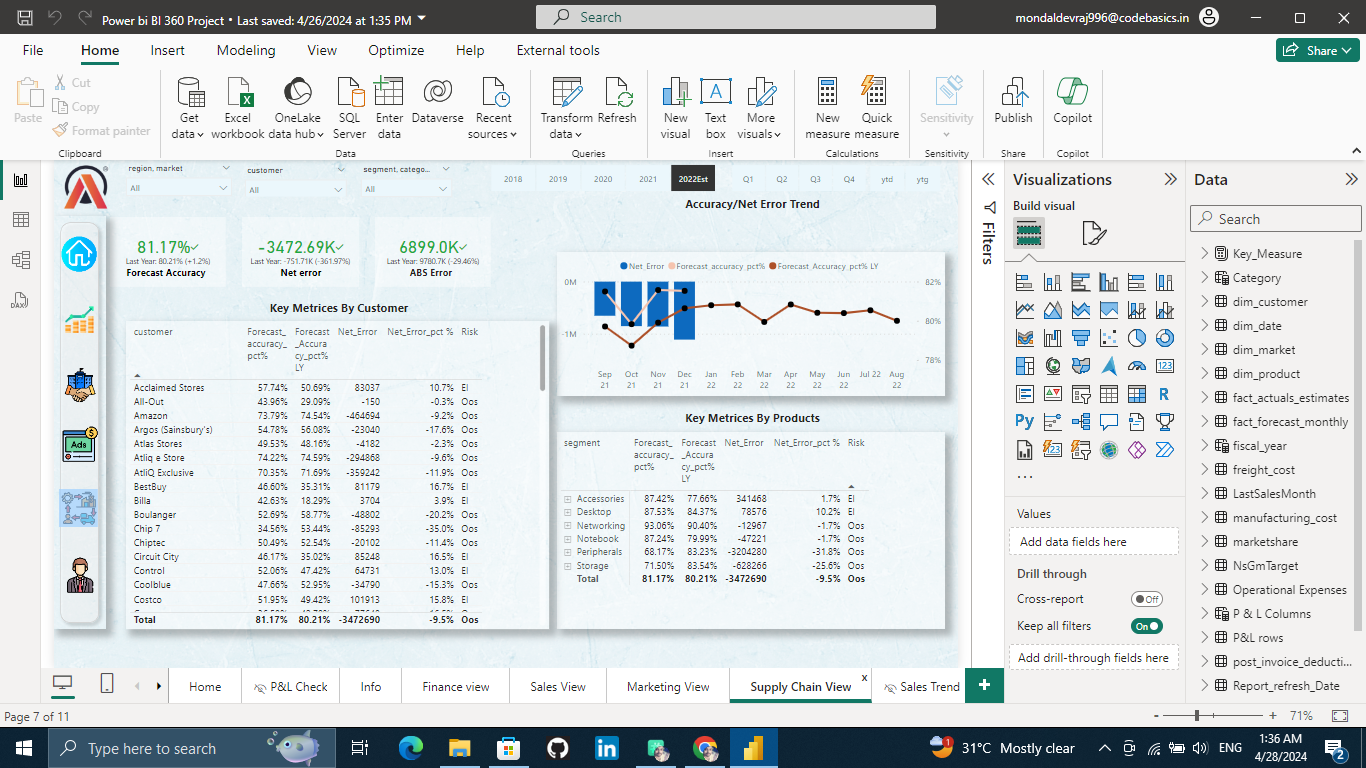 Power bi BI 360 Project • Last saved: 4/26/2024 at 1:35 PM
Search
mondaldevraj996@codebasics.in
File Home Insert Modeling View Optimize Help External tools
Share
Paste
Cut
Copy
Format painter
Get data
Excel workbook
OneLake data hub
SQL Server
Enter data
Dataverse
Recent sources
Transform data
Refresh
New visual
Text box
More visuals
New measure
Quick measure
Sensitivity
Publish
Copilot
Clipboard Data Queries Insert Calculations Sensitivity Share Copilot
region, market
All
customer
All
segment, catego...
All
2018 2019 2020 2021 2022Est
Q1 Q2 Q3 Q4 ytd ytg
81.17%
Last Year: 80.21% (+1.2%)
Forecast Accuracy
-3472.69K
Last Year: -751.71K (-361.97%)
Net error
6899.0K
Last Year: 9780.7K (-29.46%)
ABS Error
Key Metrices By Customer
customer Forecast_accuracy_pct% Forecast_Accuracy_pct% LY Net_Error Net_Error_pct % Risk
Acclaimed Stores 57.74% 50.69% 83037 10.7% EI
All-Out 43.96% 29.09% -150 -0.3% Oos
Amazon 73.79% 74.54% -464694 -9.2% Oos
Argos (Sainsbury's) 54.78% 56.08% -23040 -17.6% Oos
Atlas Stores 49.53% 48.16% -4182 -2.3% Oos
Atliq e Store 74.22% 74.59% -294868 -9.6% Oos
AtliQ Exclusive 70.35% 71.69% -359242 -11.9% Oos
BestBuy 46.60% 35.31% 81179 16.7% EI
Billa 42.63% 18.29% 3704 3.9% EI
Boulanger 52.69% 58.77% -48802 -20.2% Oos
Chip 7 34.56% 53.44% -85293 -35.0% Oos
Chiptec 50.49% 52.54% -20102 -11.4% Oos
Circuit City 46.17% 35.02% 85248 16.5% EI
Control 52.06% 47.42% 64731 13.0% EI
Coolblue 47.66% 52.95% -34790 -15.3% Oos
Costco 51.95% 49.42% 101913 15.8% EI
Total 81.17% 80.21% -3472690 -9.5% Oos
Ads
Accuracy/Net Error Trend
Net_Error Forecast_accuracy_pct% Forecast_Accuracy_pct% LY
0M
-1M
82%
80%
78%
Sep 21 Oct 21 Nov 21 Dec 21 Jan 22 Feb 22 Mar 22 Apr 22 May 22 Jun 22 Jul 22 Aug 22
Key Metrices By Products
segment Forecast_accuracy_pct% Forecast_Accuracy_pct% LY Net_Error Net_Error_pct % Risk
Accessories 87.42% 77.66% 341468 1.7% EI
Desktop 87.53% 84.37% 78576 10.2% EI
Networking 93.06% 90.40% -12967 -1.7% Oos
Notebook 87.24% 79.99% -47221 -1.7% Oos
Peripherals 68.17% 83.23% -3204280 -31.8% Oos
Storage 71.50% 83.54% -628266 -25.6% Oos
Total 81.17% 80.21% -3472690 -9.5% Oos
Filters
Visualizations
Build visual
123
R
Py
...
Values
Add data fields here
Drill through
Cross-report Off
Keep all filters On
Add drill-through fields here
Data
Search
Key_Measure
Category
dim_customer
dim_date
dim_market
dim_product
fact_actuals_estimates
fact_forecast_monthly
fiscal_year
freight_cost
LastSalesMonth
manufacturing_cost
marketshare
NsGmTarget
Operational Expenses
P & L Columns
P&L rows
post_invoice_deducti...
Report_refresh_Date
DAX
Home P&L Check Info Finance view Sales View Marketing View Supply Chain View x Sales Trend +
Page 7 of 11
- + 71%
Type here to search
31°C Mostly clear
ENG
1:36 AM
4/28/2024
2